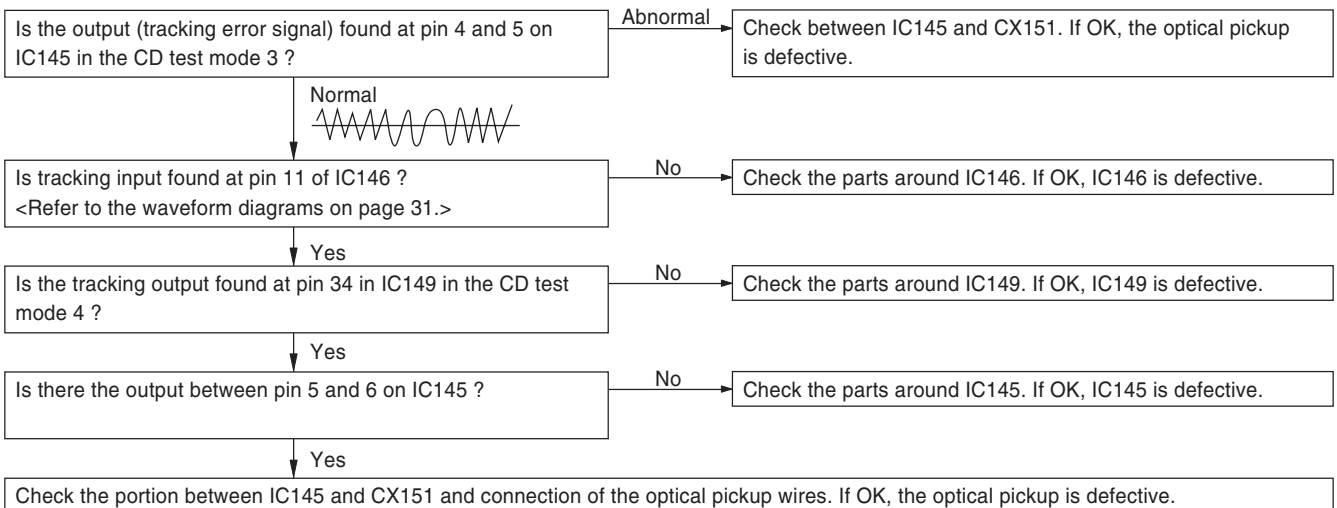 Is the output (tracking error signal) found at pin 4 and 5 on
IC145 in the CD test mode 3 ?
Abnormal
Check between IC145 and CX151. If OK, the optical pickup
is defective.
Normal
Is tracking input found at pin 11 of IC146 ?
<Refer to the waveform diagrams on page 31.>
No
Check the parts around IC146. If OK, IC146 is defective.
Yes
Is the tracking output found at pin 34 in IC149 in the CD test
mode 4 ?
No
Check the parts around IC149. If OK, IC149 is defective.
Yes
Is there the output between pin 5 and 6 on IC145 ?
No
Check the parts around IC145. If OK, IC145 is defective.
Yes
Check the portion between IC145 and CX151 and connection of the optical pickup wires. If OK, the optical pickup is defective.